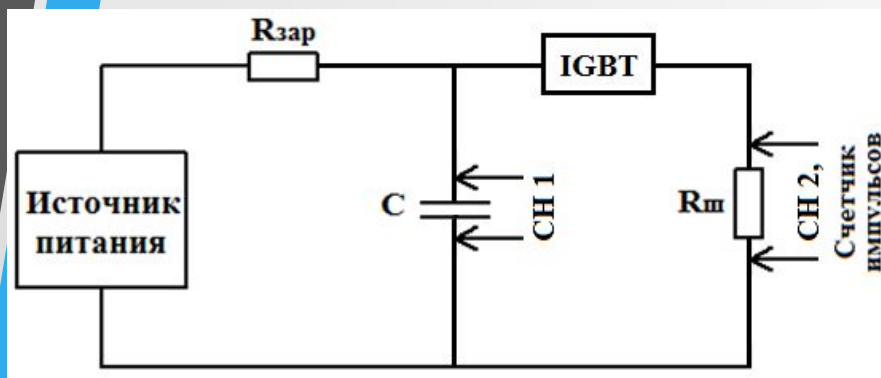 Rзар
IGBT
Источник
питания
C
CH 1
Rш
CH 2,
Счетчик
импульсов